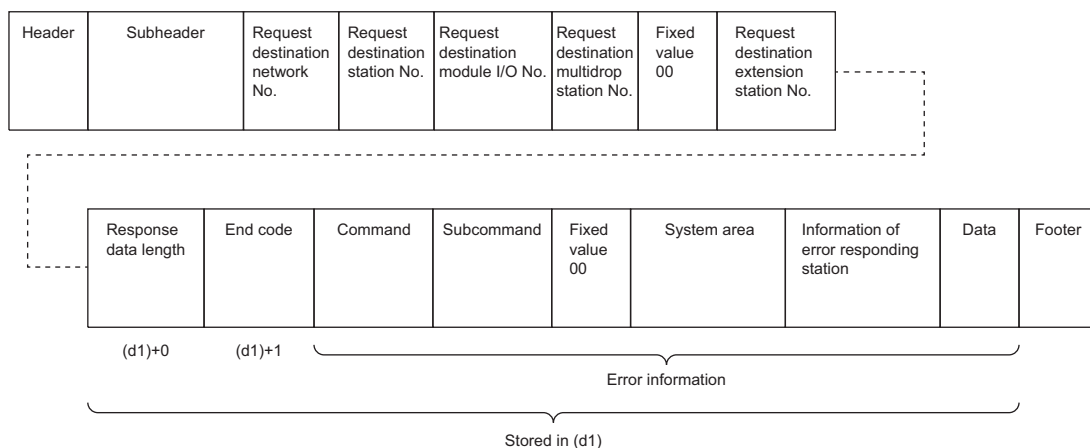 Header
Subheader
Request
destination
network
No.
Request
destination
station No.
Request
destination
module I/O No.
Request
destination
multidrop
station No.
Fixed
value
00
Request
destination
extension
station No.
Response
data length
End code
Command
Subcommand
Fixed
value
00
System area
Information of
error responding
station
Data
Footer
(d1)+0
(d1)+1
Error information
Stored in (d1)